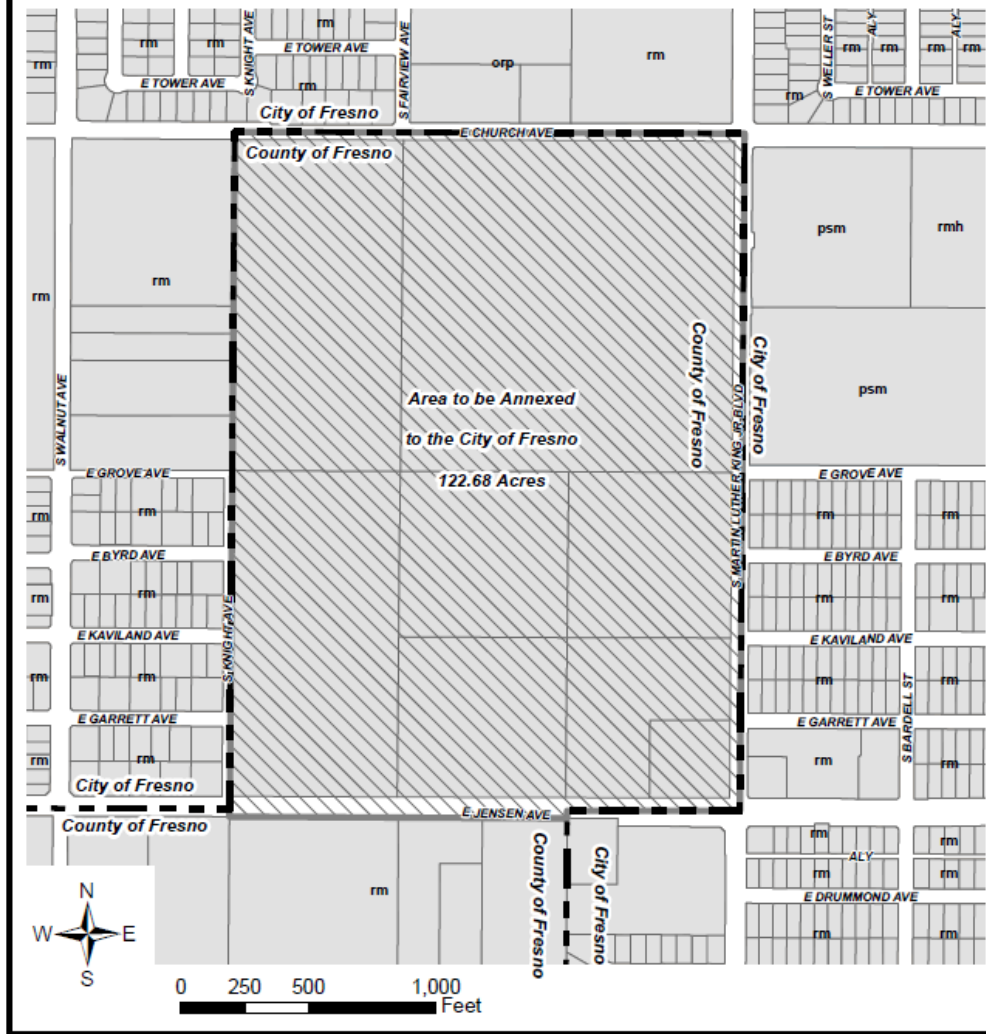 rm
rm
rm
E TOWER AVE
rm
rm
E TOWER AVE
rm
S KNIGHT AVE
S FAIRVIEW AVE
orp
rm
S WELLER ST
ALY
ALY
rm
rm
rm
rm
rm
E TOWER AVE
City of Fresno
E CHURCH AVE
County of Fresno
rm
rm
psm
rmh
psm
S WALNUT AVE
County of Fresno
City of Fresno
S MARTIN LUTHER KING JR BLVD
Area to be Annexed
to the City of Fresno
122.68 Acres
E GROVE AVE
E GROVE AVE
rm
rm
rm
rm
E BYRD AVE
E BYRD AVE
rm
rm
rm
rm
E KAVILAND AVE
E KAVILAND AVE
S KNIGHT AVE
rm
rm
rm
rm
E GARRETT AVE
E GARRETT AVE
S BARDELL ST
rm
rm
rm
rm
City of Fresno
County of Fresno
E JENSEN AVE
rm
County of Fresno
City of Fresno
rm
rm
ALY
rm
rm
E DRUMMOND AVE
rm
rm
N
W
E
S
0 250 500 1,000
Feet